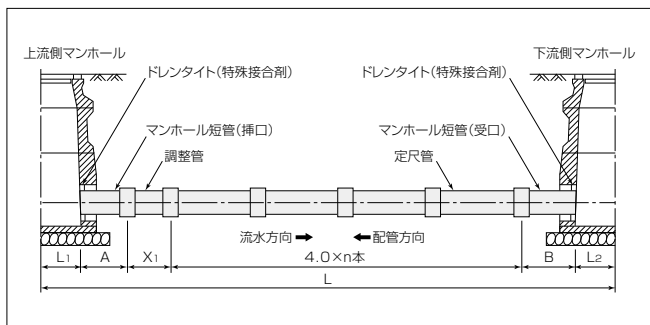 上流側マンホール
下流側マンホール
ドレンタイト(特殊接合剤)
ドレンタイト(特殊接合剤)
マンホール短管(挿口)
マンホール短管(受口)
調整管
定尺管
流水方向
配管方向
L1
A
X1
4.0×n本
B
L2
L